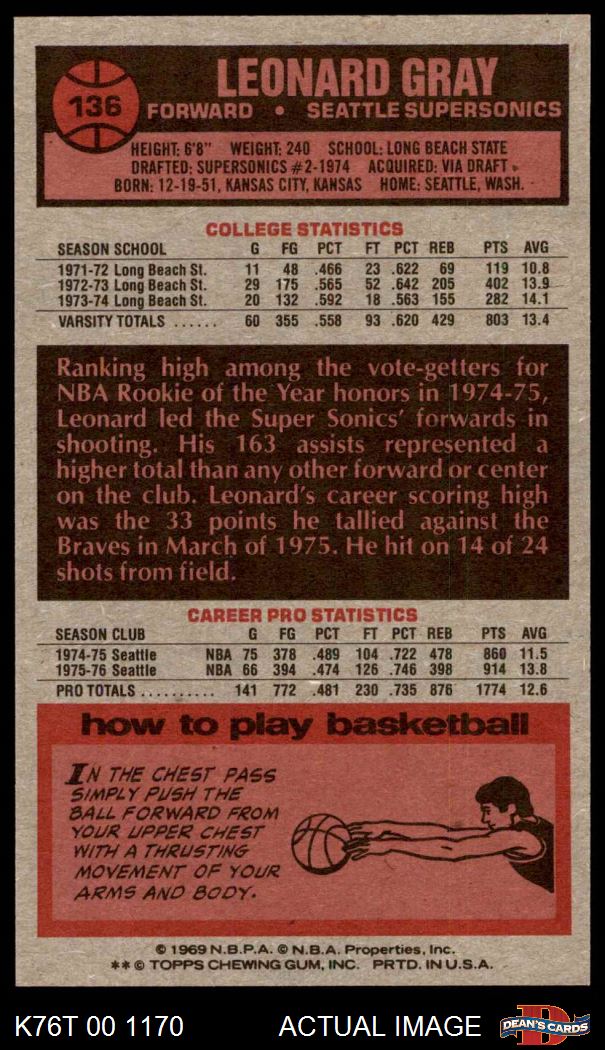 136
LEONARD GRAY
FORWARD • SEATTLE SUPERSONICS
HEIGHT: 6'8" WEIGHT: 240 SCHOOL: LONG BEACH STATE
DRAFTED: SUPERSONICS #2-1974 ACQUIRED: VIA DRAFT
BORN: 12-19-51, KANSAS CITY, KANSAS HOME: SEATTLE, WASH.
COLLEGE STATISTICS
SEASON SCHOOL G FG PCT FT PCT REB PTS AVG
1971-72 Long Beach St. 11 48 .466 23 .622 69 119 10.8
1972-73 Long Beach St. 29 175 .565 52 .642 205 402 13.9
1973-74 Long Beach St. 20 132 .592 18 .563 155 282 14.1
VARSITY TOTALS ...... 60 355 .558 93 .620 429 803 13.4
Ranking high among the vote-getters for
NBA Rookie of the Year honors in 1974-75,
Leonard led the Super Sonics' forwards in
shooting. His 163 assists represented a
higher total than any other forward or center
on the club. Leonard's career scoring high
was the 33 points he tallied against the
Braves in March of 1975. He hit on 14 of 24
shots from field.
CAREER PRO STATISTICS
SEASON CLUB G FG PCT FT PCT REB PTS AVG
1974-75 Seattle NBA 75 378 .489 104 .722 478 860 11.5
1975-76 Seattle NBA 66 394 .474 126 .746 398 914 13.8
PRO TOTALS .......... 141 772 .481 230 .735 876 1774 12.6
how to play basketball
IN THE CHEST PASS
SIMPLY PUSH THE
BALL FORWARD FROM
YOUR UPPER CHEST
WITH A THRUSTING
MOVEMENT OF YOUR
ARMS AND BODY.
© 1969 N.B.P.A. © N.B.A. Properties, Inc.
** © TOPPS CHEWING GUM, INC. PRTD. IN U.S.A.
K76T 00 1170 ACTUAL IMAGE
D
DEAN'S CARDS